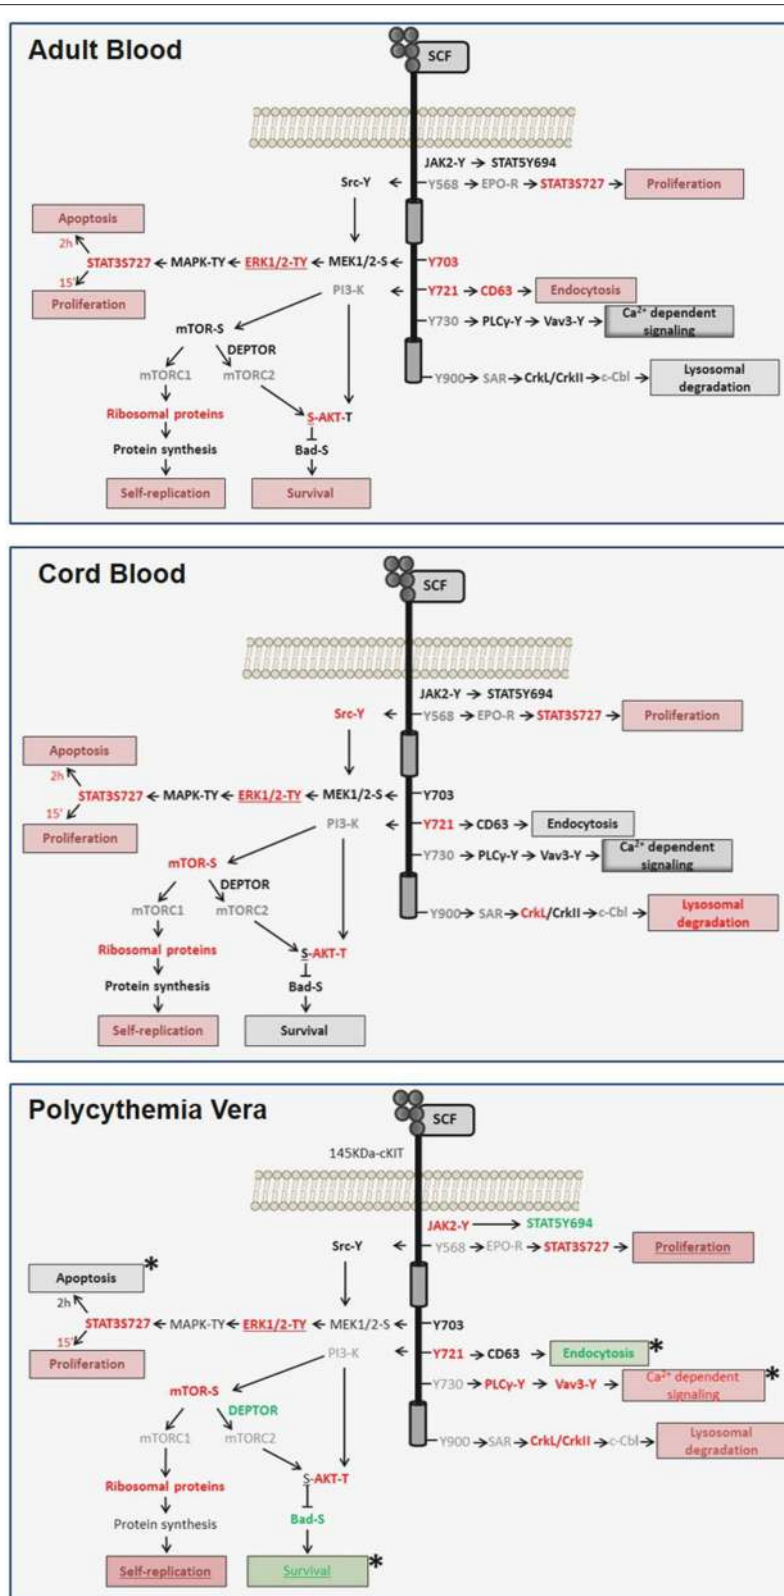 Adult Blood
SCF
JAK2-Y STAT5Y694
Src-Y Y568 EPO-R STAT3S727 Proliferation
Apoptosis
2h
STAT3S727 MAPK-TY ERK1/2-TY MEK1/2-S Y703
15'
Proliferation
PI3-K Y721 CD63 Endocytosis
Y730 PLCγ-Y Vav3-Y Ca²⁺ dependent
signaling
mTOR-S
DEPTOR
mTORC1 mTORC2
Y900 SAR CrkL/CrkII c-Cbl Lysosomal
degradation
Ribosomal proteins S-AKT-T
Protein synthesis Bad-S
Self-replication Survival
Cord Blood
SCF
JAK2-Y STAT5Y694
Src-Y Y568 EPO-R STAT3S727 Proliferation
Apoptosis
2h
STAT3S727 MAPK-TY ERK1/2-TY MEK1/2-S Y703
15'
Proliferation
PI3-K Y721 CD63 Endocytosis
Y730 PLCγ-Y Vav3-Y Ca²⁺ dependent
signaling
mTOR-S
DEPTOR
mTORC1 mTORC2
Y900 SAR CrkL/CrkII c-Cbl Lysosomal
degradation
Ribosomal proteins S-AKT-T
Protein synthesis Bad-S
Self-replication Survival
Polycythemia Vera
SCF
145KDa-cKIT
JAK2-Y STAT5Y694
Src-Y Y568 EPO-R STAT3S727 Proliferation
Apoptosis *
2h
STAT3S727 MAPK-TY ERK1/2-TY MEK1/2-S Y703
15'
Proliferation
PI3-K Y721 CD63 Endocytosis *
Y730 PLCγ-Y Vav3-Y Ca²⁺ dependent *
signaling
mTOR-S
DEPTOR
mTORC1 mTORC2
Y900 SAR CrkL/CrkII c-Cbl Lysosomal
degradation
Ribosomal proteins S-AKT-T
Protein synthesis Bad-S
Self-replication Survival *